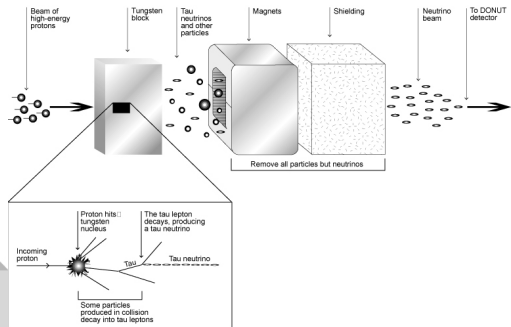 Beam of
high-energy
protons
Tungsten
block
Tau
neutrinos
and other
particles
Magnets
Shielding
Neutrino
beam
To DONUT
detector
Remove all particles but neutrinos
Proton hits□
tungsten
nucleus
The tau lepton
decays, producing
a tau neutrino
Incoming
proton
Tau
Tau neutrino
Some particles
produced in collision
decay into tau leptons